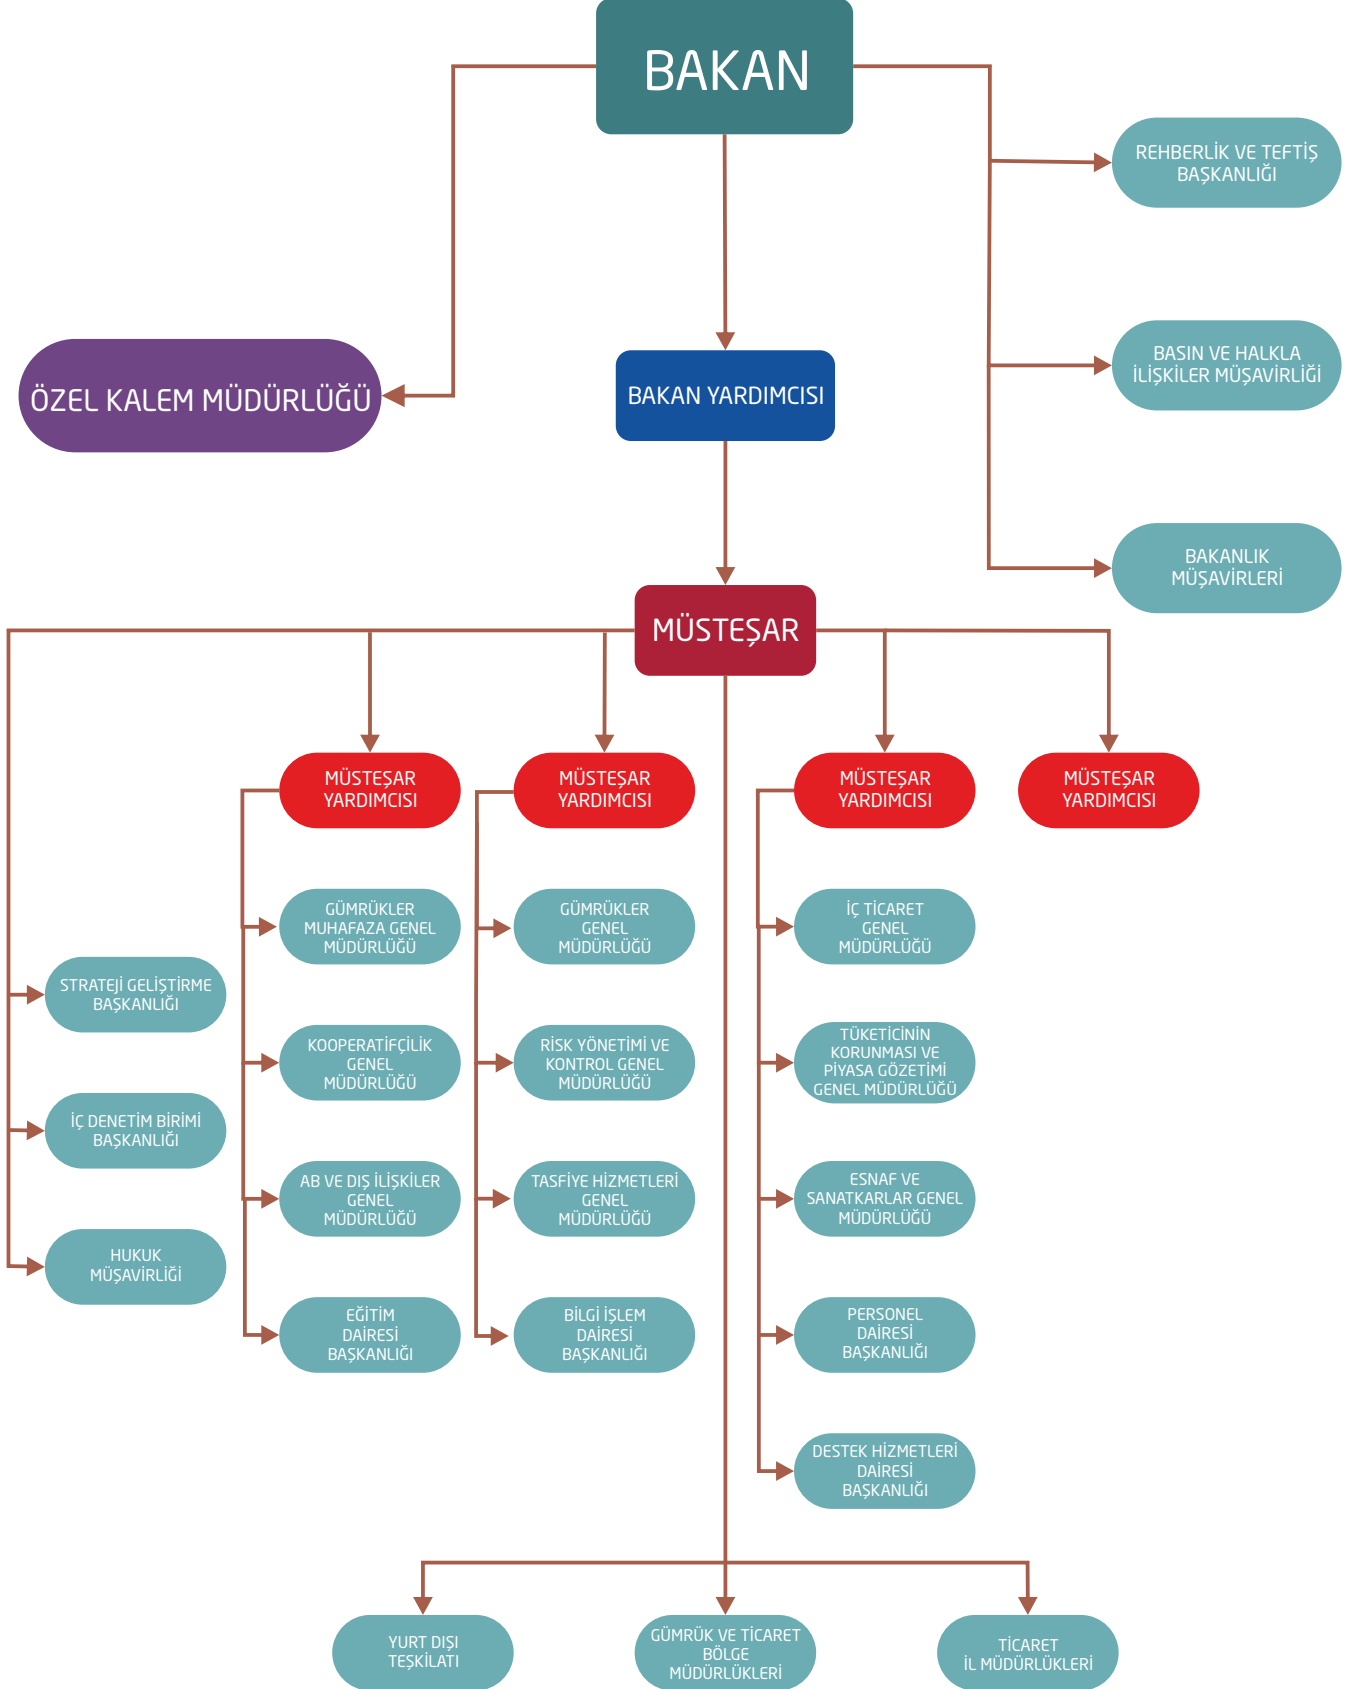 BAKAN
REHBERLİK VE TEFTİŞ
BAŞKANLIĞI
BASIN VE HALKLA
İLİŞKİLER MÜŞAVİRLİĞİ
ÖZEL KALEM MÜDÜRLÜĞÜ
BAKAN YARDIMCISI
BAKANLIK
MÜŞAVİRLERİ
MÜSTEŞAR
MÜSTEŞAR
YARDIMCISI
MÜSTEŞAR
YARDIMCISI
MÜSTEŞAR
YARDIMCISI
MÜSTEŞAR
YARDIMCISI
STRATEJİ GELİŞTİRME
BAŞKANLIĞI
İÇ DENETİM BİRİMİ
BAŞKANLIĞI
HUKUK
MÜŞAVİRLİĞİ
GÜMRÜKLER
MUHAFAZA GENEL
MÜDÜRLÜĞÜ
KOOPERATİFÇİLİK
GENEL
MÜDÜRLÜĞÜ
AB VE DIŞ İLİŞKİLER
GENEL
MÜDÜRLÜĞÜ
EĞİTİM
DAİRESİ
BAŞKANLIĞI
GÜMRÜKLER
GENEL
MÜDÜRLÜĞÜ
RİSK YÖNETİMİ VE
KONTROL GENEL
MÜDÜRLÜĞÜ
TASFİYE HİZMETLERİ
GENEL
MÜDÜRLÜĞÜ
BİLGİ İŞLEM
DAİRESİ
BAŞKANLIĞI
İÇ TİCARET
GENEL
MÜDÜRLÜĞÜ
TÜKETİCİNİN
KORUNMASI VE
PİYASA GÖZETİMİ
GENEL MÜDÜRLÜĞÜ
ESNAF VE
SANATKARLAR GENEL
MÜDÜRLÜĞÜ
PERSONEL
DAİRESİ
BAŞKANLIĞI
DESTEK HİZMETLERİ
DAİRESİ
BAŞKANLIĞI
YURT DIŞI
TEŞKİLATI
GÜMRÜK VE TİCARET
BÖLGE
MÜDÜRLÜKLERİ
TİCARET
İL MÜDÜRLÜKLERİ